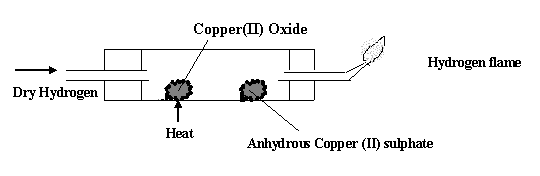 Copper(II) Oxide
Hydrogen flame
Dry Hydrogen
Heat
Anhydrous Copper (II) sulphate